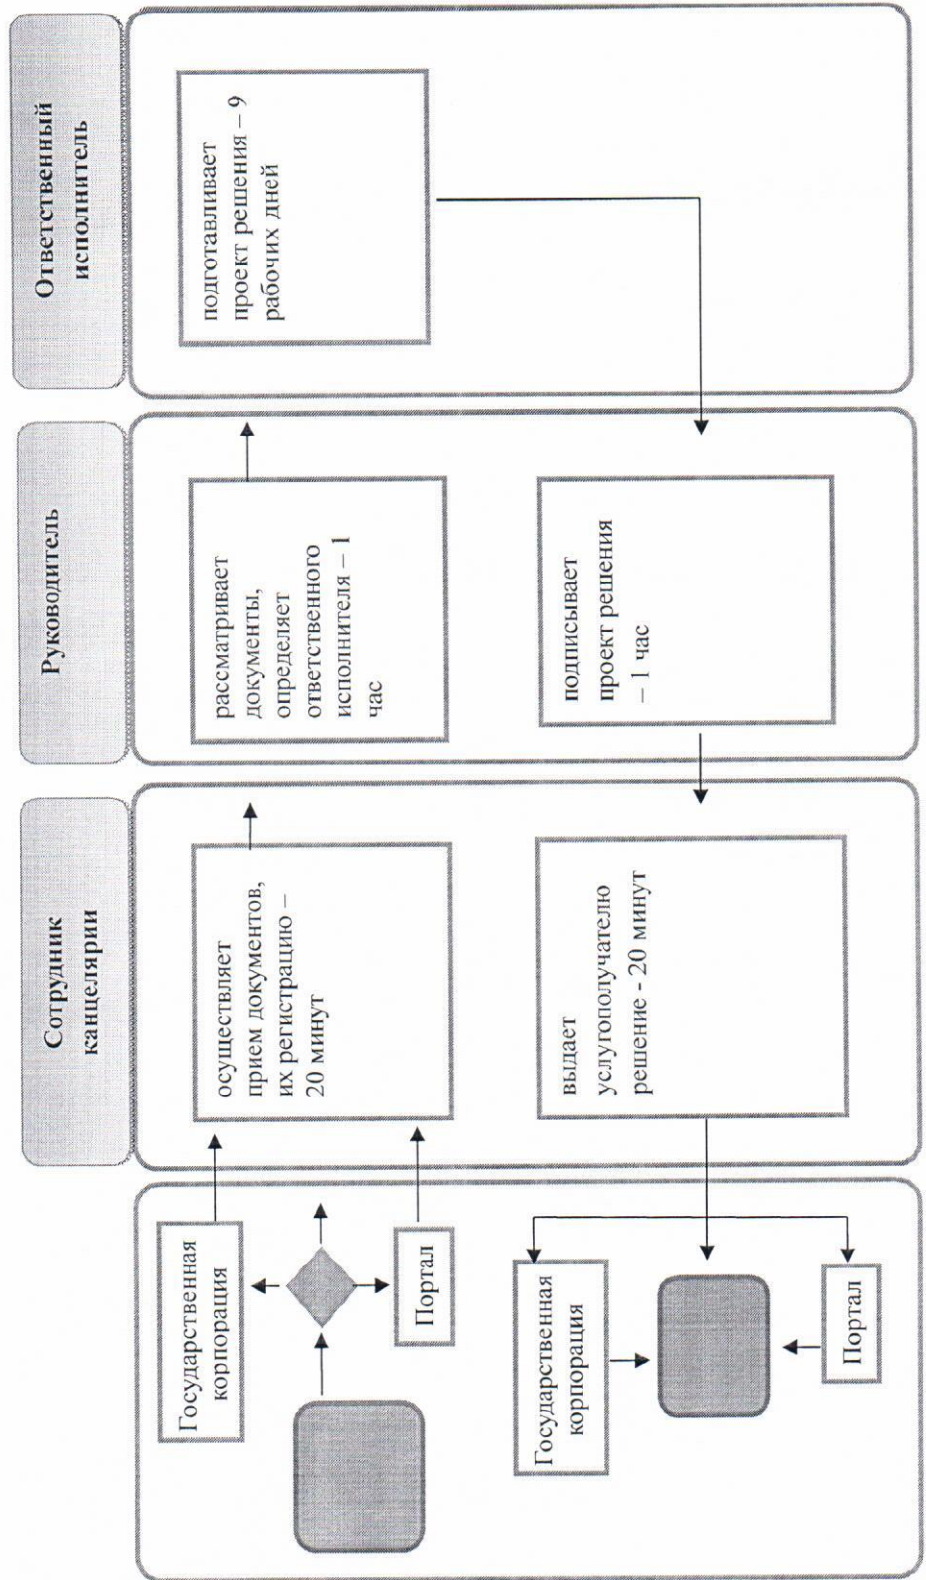 Сотрудник
канцелярии
Руководитель
Ответственный
исполнитель
Государственная
корпорация
Портал
осуществляет
прием документов,
их регистрацию –
20 минут
рассматривает
документы,
определяет
ответственного
исполнителя – 1
час
подготавливает
проект решения – 9
рабочих дней
Государственная
корпорация
Портал
выдает
услугополучателю
решение - 20 минут
подписывает
проект решения
– 1 час